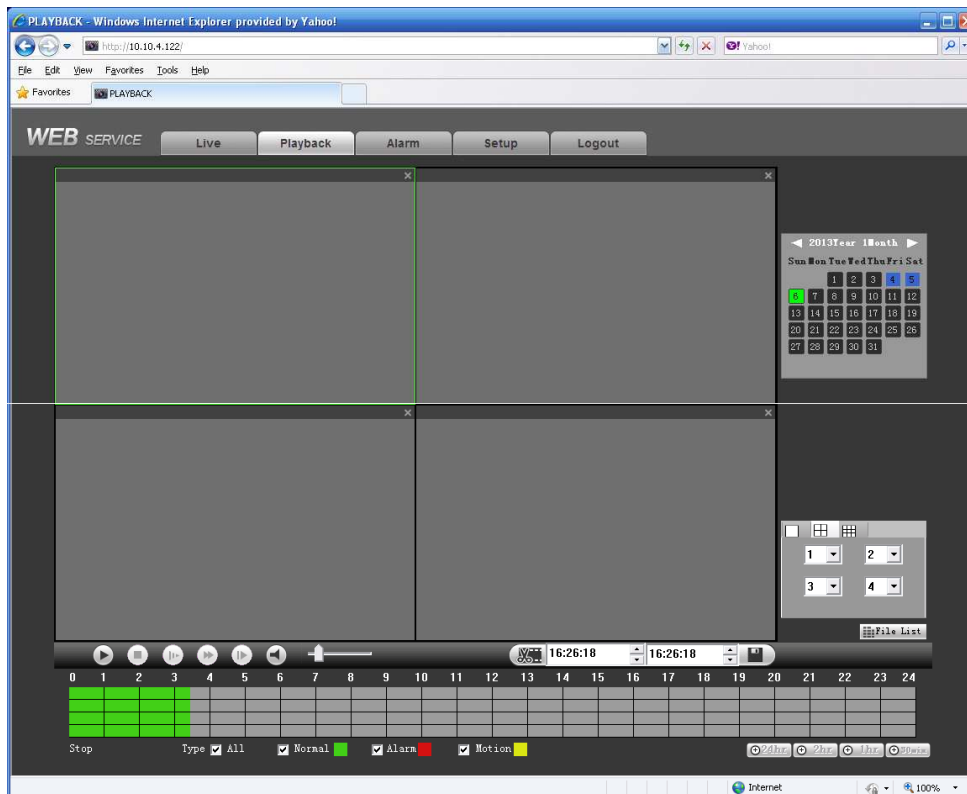 PLAYBACK - Windows Internet Explorer provided by Yahoo!
http://10.10.4.122/
Yahoo!
File Edit View Favorites Tools Help
Favorites PLAYBACK
WEB SERVICE Live Playback Alarm Setup Logout
2013Year 1Month
Sun Mon Tue Wed Thu Fri Sat
1 2 3 4 5
6 7 8 9 10 11 12
13 14 15 16 17 18 19
20 21 22 23 24 25 26
27 28 29 30 31
1 2
3 4
File List
16:26:18 16:26:18
0 1 2 3 4 5 6 7 8 9 10 11 12 13 14 15 16 17 18 19 20 21 22 23 24
Stop Type All Normal Alarm Motion 24hr 2hr 1hr 30min
Internet 100%